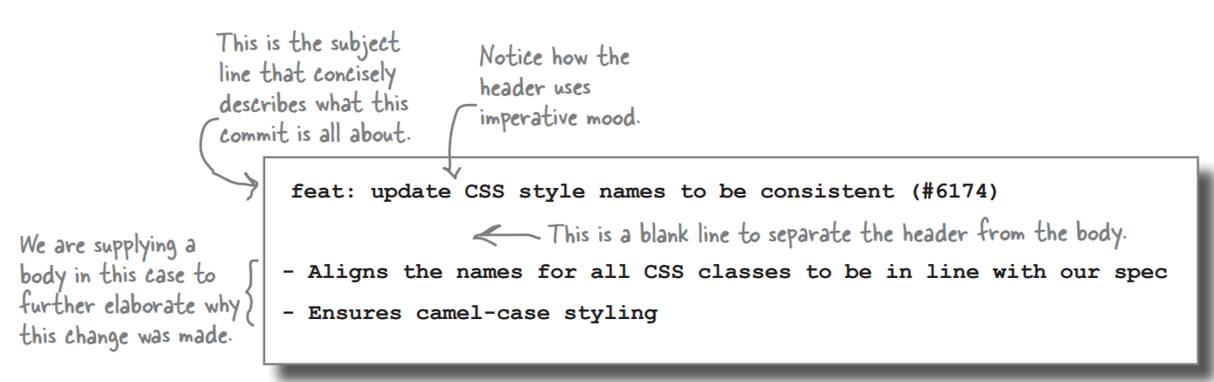 This is the subject
line that concisely
describes what this
commit is all about.
Notice how the
header uses
imperative mood.
feat: update CSS style names to be consistent (#6174)
This is a blank line to separate the header from the body.
We are supplying a
body in this case to
further elaborate why
this change was made.
- Aligns the names for all CSS classes to be in line with our spec
- Ensures camel-case styling